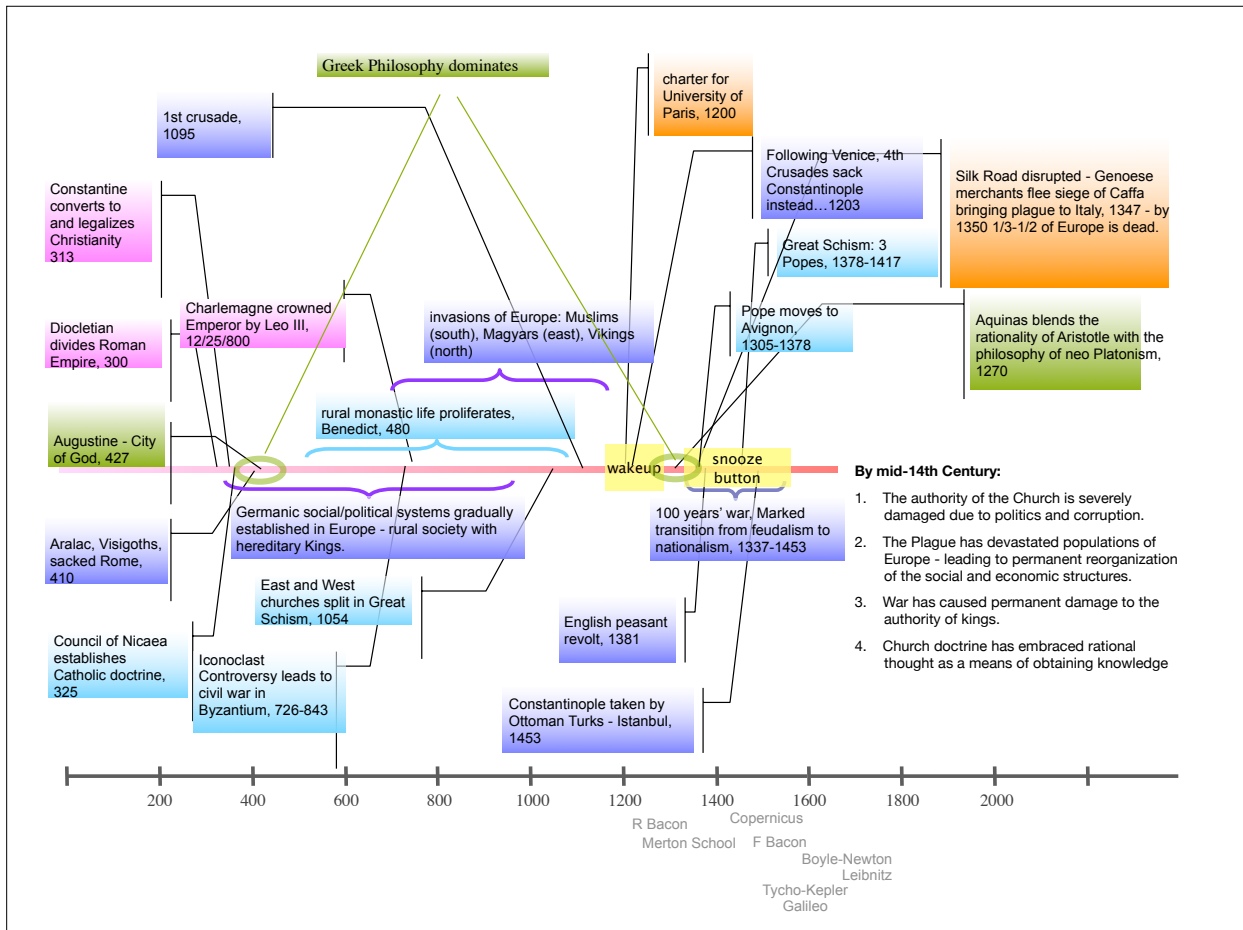 Greek Philosophy dominates
1st crusade,
1095
charter for
University of
Paris, 1200
Following Venice, 4th
Crusades sack
Constantinople
instead…1203
Silk Road disrupted - Genoese
merchants flee siege of Caffa
bringing plague to Italy, 1347 - by
1350 1/3-1/2 of Europe is dead.
Constantine
converts to
and legalizes
Christianity
313
Great Schism: 3
Popes, 1378-1417
Charlemagne crowned
Emperor by Leo III,
12/25/800
invasions of Europe: Muslims
(south), Magyars (east), Vikings
(north)
Pope moves to
Avignon,
1305-1378
Aquinas blends the
rationality of Aristotle with the
philosophy of neo Platonism,
1270
Diocletian
divides Roman
Empire, 300
rural monastic life proliferates,
Benedict, 480
Augustine - City
of God, 427
wakeup
snooze
button
By mid-14th Century:
1. The authority of the Church is severely
damaged due to politics and corruption.
2. The Plague has devastated populations of
Europe - leading to permanent reorganization
of the social and economic structures.
3. War has caused permanent damage to the
authority of kings.
4. Church doctrine has embraced rational
thought as a means of obtaining knowledge
Germanic social/political systems gradually
established in Europe - rural society with
hereditary Kings.
100 years' war, Marked
transition from feudalism to
nationalism, 1337-1453
Aralac, Visigoths,
sacked Rome,
410
East and West
churches split in Great
Schism, 1054
English peasant
revolt, 1381
Council of Nicaea
establishes
Catholic doctrine,
325
Iconoclast
Controversy leads to
civil war in
Byzantium, 726-843
Constantinople taken by
Ottoman Turks - Istanbul,
1453
200 400 600 800 1000 1200 1400 1600 1800 2000
Copernicus
R Bacon
Merton School F Bacon
Boyle-Newton
Leibnitz
Tycho-Kepler
Galileo